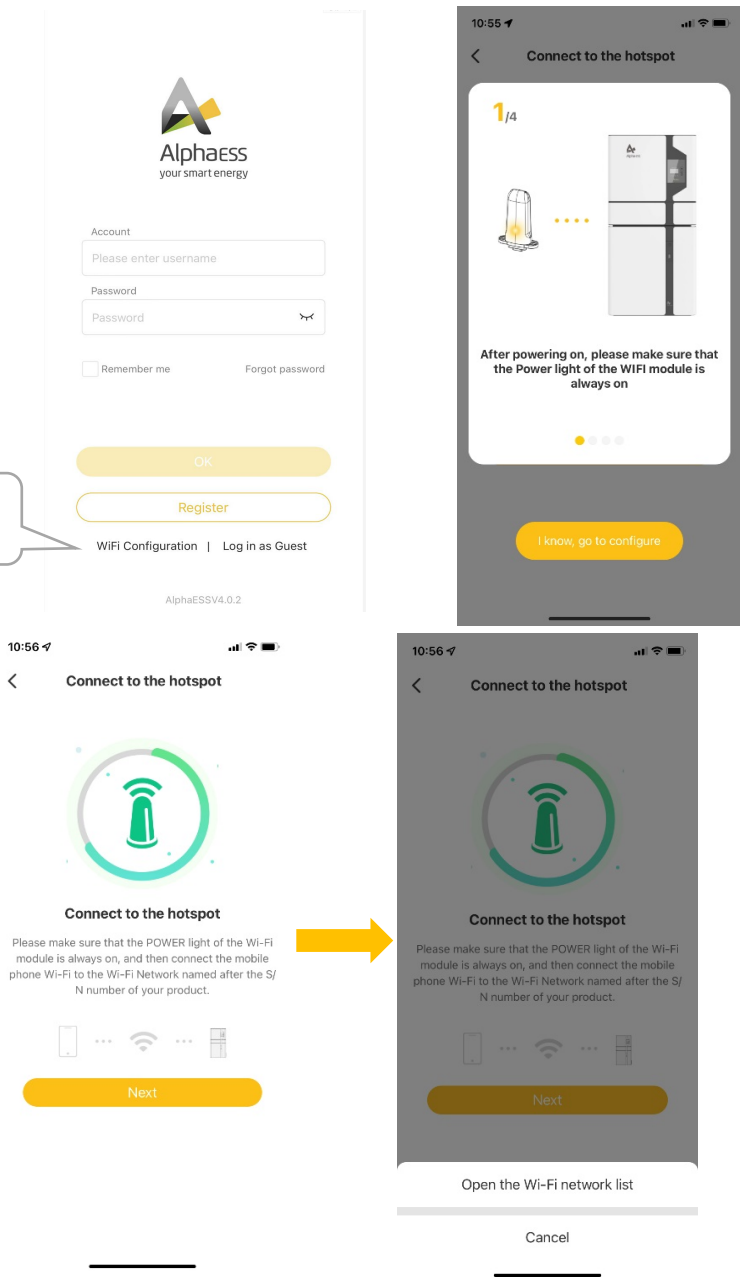 AlphaESS
your smart energy
Account
Please enter username
Password
Password
Remember me
Forgot password
OK
Register
WiFi Configuration | Log in as Guest
AlphaESSV4.0.2
10:55
Connect to the hotspot
1/4
After powering on, please make sure that
the Power light of the WIFI module is
always on
I know, go to configure
10:56
Connect to the hotspot
Connect to the hotspot
Please make sure that the POWER light of the Wi-Fi
module is always on, and then connect the mobile
phone Wi-Fi to the Wi-Fi Network named after the S/
N number of your product.
Next
10:56
Connect to the hotspot
Connect to the hotspot
Please make sure that the POWER light of the Wi-Fi
module is always on, and then connect the mobile
phone Wi-Fi to the Wi-Fi Network named after the S/
N number of your product.
Next
Open the Wi-Fi network list
Cancel